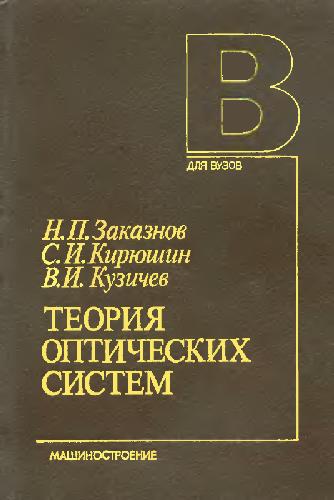 В
ДЛЯ ВУЗОВ
Н.П.Заказнов
С.И.Кирюшин
В.И.Кузичев
ТЕОРИЯ
ОПТИЧЕСКИХ
СИСТЕМ
МАШИНОСТРОЕНИЕ